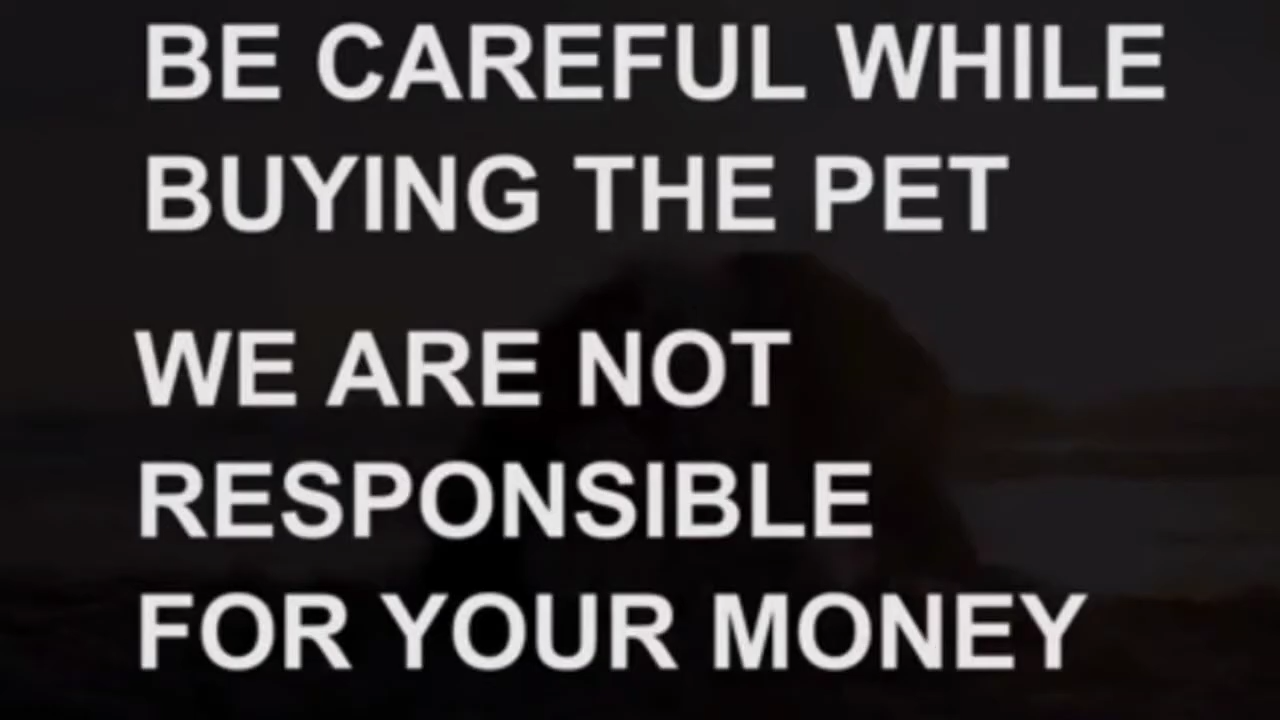 BE CAREFUL WHILE
BUYING THE PET
WE ARE NOT
RESPONSIBLE
FOR YOUR MONEY